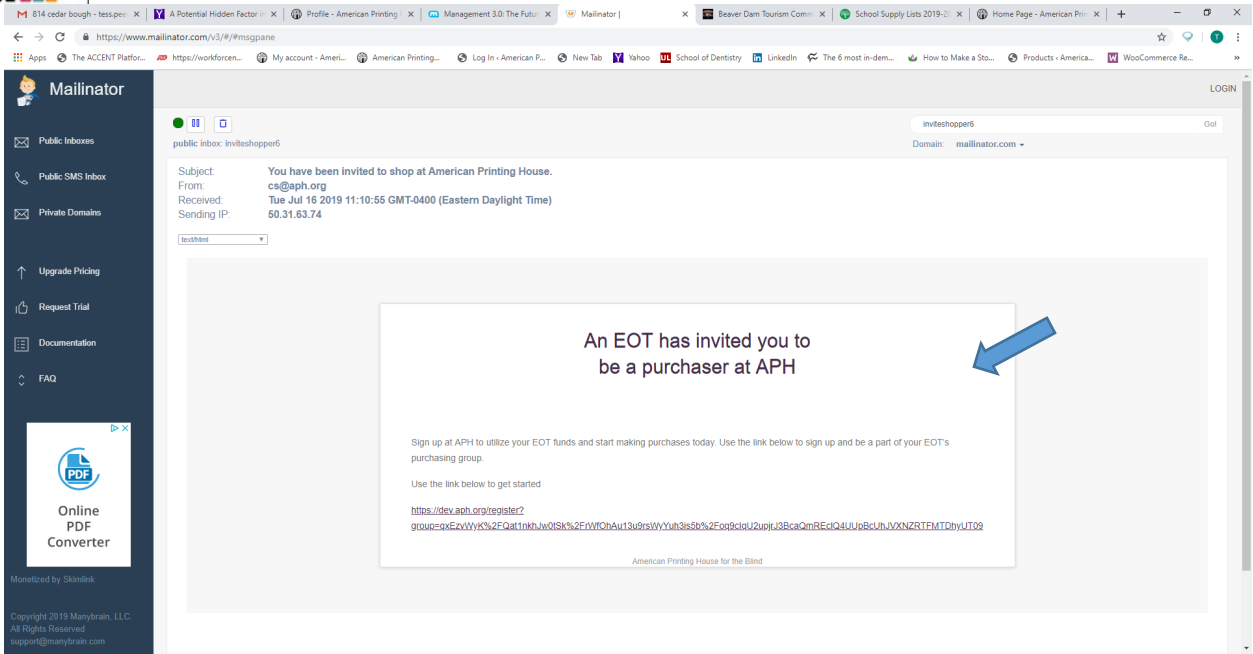 814 cedar bough - tess.pee
A Potential Hidden Factor in
Profile - American Printing
Management 3.0: The Futur
Mailinator |
Beaver Dam Tourism Comm
School Supply Lists 2019-20
Home Page - American Prin
https://www.mailinator.com/v3/#/#msgpane
T
Apps
The ACCENT Platfor...
https://workforcen...
My account - Ameri...
American Printing...
Log In ‹ American P...
New Tab
Yahoo
School of Dentistry
LinkedIn
The 6 most in-dem...
How to Make a Sto...
Products ‹ America...
WooCommerce Re...
»
Mailinator
LOGIN
Public Inboxes
Public SMS Inbox
Private Domains
Upgrade Pricing
Request Trial
Documentation
FAQ
PDF
Online
PDF
Converter
Monetized by Skimlink
Copyright 2019 Manybrain, LLC.
All Rights Reserved
support@manybrain.com
inviteshopper6
Go!
public inbox: inviteshopper6
Domain: mailinator.com
Subject: You have been invited to shop at American Printing House.
From: cs@aph.org
Received: Tue Jul 16 2019 11:10:55 GMT-0400 (Eastern Daylight Time)
Sending IP: 50.31.63.74
text/html
An EOT has invited you to
be a purchaser at APH
Sign up at APH to utilize your EOT funds and start making purchases today. Use the link below to sign up and be a part of your EOT's
purchasing group.
Use the link below to get started
https://dev.aph.org/register?
group=qxEzvWyK%2FQat1nkhJw0tSk%2FrWfOhAu13u9rsWyYuh3is5b%2Foq9cIqU2upjrJ3BcaQmREclQ4UUpBcUhJVXNZRTFMTDhyUT09
American Printing House for the Blind